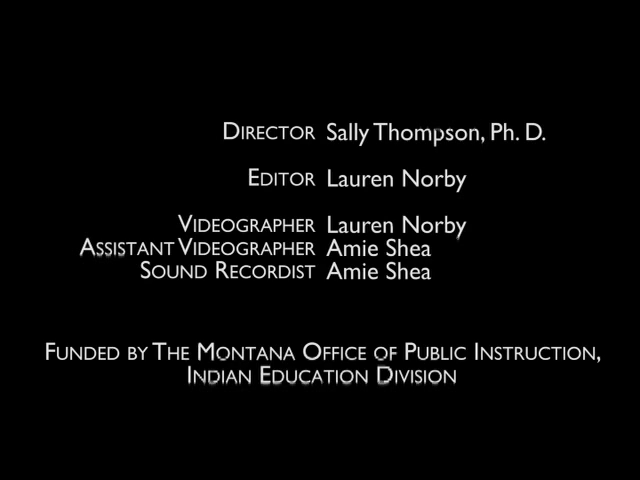 Director Sally Thompson, Ph. D.
Editor Lauren Norby
Videographer Lauren Norby
Assistant Videographer Amie Shea
Sound Recordist Amie Shea
Funded by The Montana Office of Public Instruction,
Indian Education Division